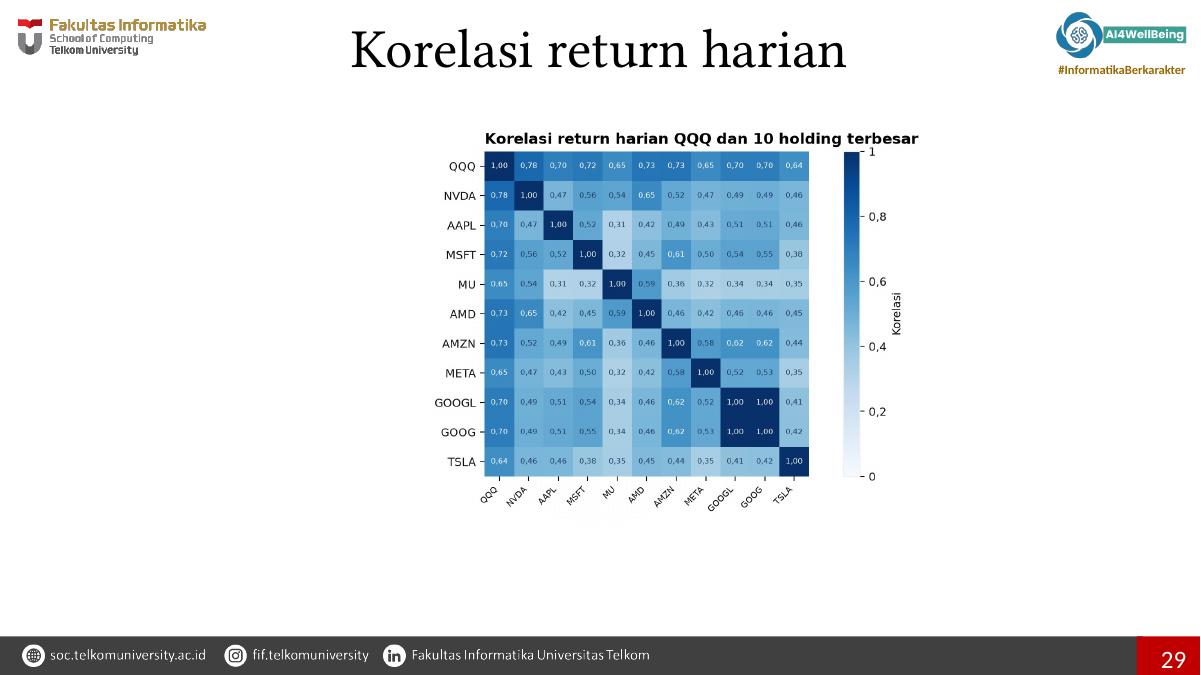 Fakultas Informatika
School of Computing
Telkom University
Korelasi return harian
AI4WellBeing
#InformatikaBerkarakter
Korelasi return harian QQQ dan 10 holding terbesar
QQQ 1,00 0,78 0,70 0,72 0,65 0,73 0,73 0,65 0,70 0,70 0,64
NVDA 0,78 1,00 0,47 0,56 0,54 0,65 0,52 0,47 0,49 0,49 0,46
AAPL 0,70 0,47 1,00 0,52 0,31 0,42 0,49 0,43 0,51 0,51 0,46
MSFT 0,72 0,56 0,52 1,00 0,32 0,45 0,61 0,50 0,54 0,55 0,38
MU 0,65 0,54 0,31 0,32 1,00 0,59 0,36 0,32 0,34 0,34 0,35
AMD 0,73 0,65 0,42 0,45 0,59 1,00 0,46 0,42 0,46 0,46 0,45
AMZN 0,73 0,52 0,49 0,61 0,36 0,46 1,00 0,58 0,62 0,62 0,44
META 0,65 0,47 0,43 0,50 0,32 0,42 0,58 1,00 0,52 0,53 0,35
GOOGL 0,70 0,49 0,51 0,54 0,34 0,46 0,62 0,52 1,00 1,00 0,41
GOOG 0,70 0,49 0,51 0,55 0,34 0,46 0,62 0,53 1,00 1,00 0,42
TSLA 0,64 0,46 0,46 0,38 0,35 0,45 0,44 0,35 0,41 0,42 1,00
QQQ NVDA AAPL MSFT MU AMD AMZN META GOOGL GOOG TSLA
1
0,8
0,6
0,4
0,2
0
Korelasi
soc.telkomuniversity.ac.id fif.telkomuniversity Fakultas Informatika Universitas Telkom
29